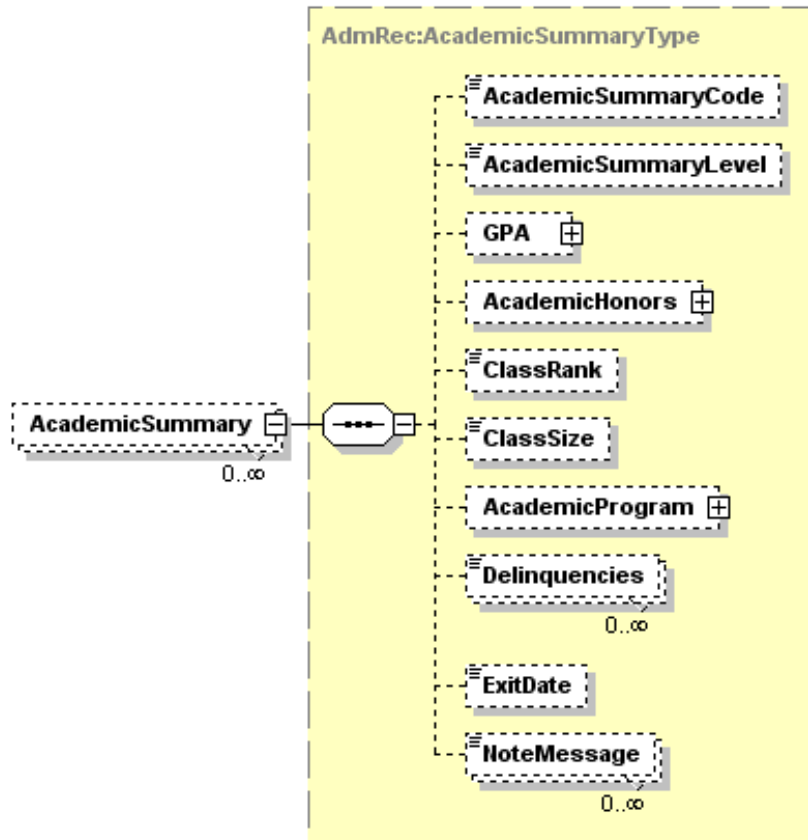 AdmRec:AcademicSummaryType
AcademicSummaryCode
AcademicSummaryLevel
GPA
AcademicHonors
ClassRank
AcademicSummary
0..∞
ClassSize
AcademicProgram
Delinquencies
0..∞
ExitDate
NoteMessage
0..∞